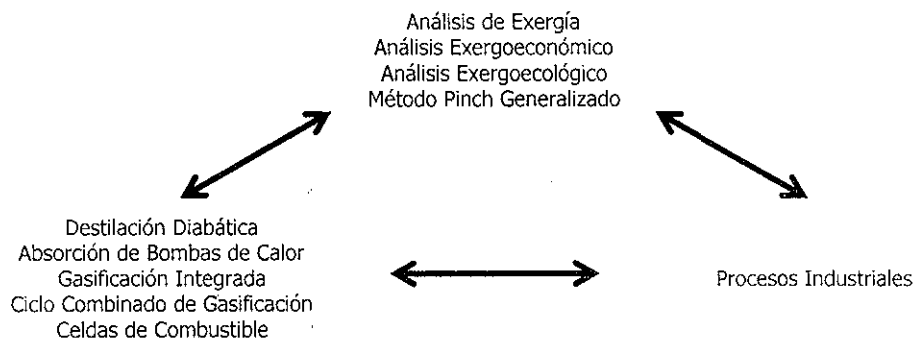 Análisis de Exergía
Análisis Exergoeconómico
Análisis Exergoecológico
Método Pinch Generalizado
Destilación Diabática
Absorción de Bombas de Calor
Gasificación Integrada
Ciclo Combinado de Gasificación
Celdas de Combustible
Procesos Industriales